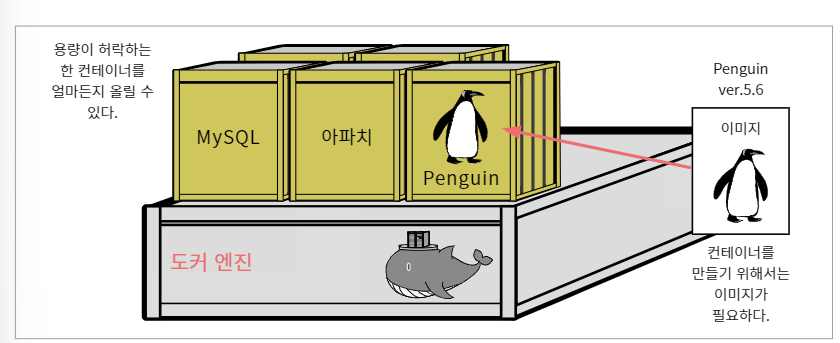 용량이 허락하는
한 컨테이너를
얼마든지 올릴 수
있다.
MySQL
아파치
Penguin
도커 엔진
Penguin
ver.5.6
이미지
컨테이너를
만들기 위해서는
이미지가
필요하다.